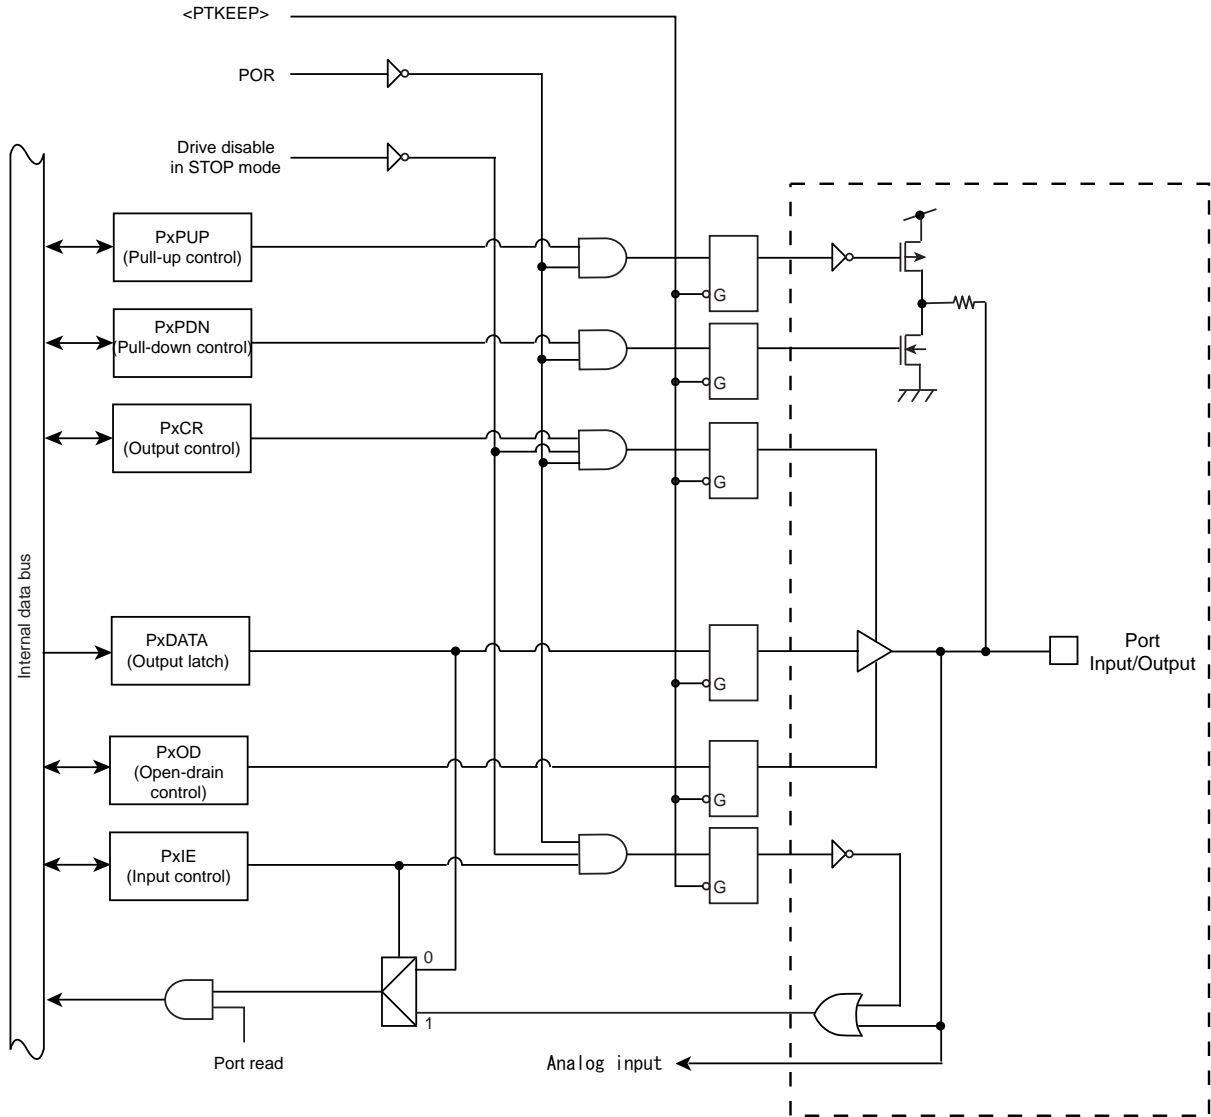 <PTKEEP>
POR
Drive disable
in STOP mode
PxPUP
(Pull-up control)
G
PxPDN
(Pull-down control)
G
PxCR
(Output control)
G
Internal data bus
PxDATA
(Output latch)
G
Port
Input/Output
PxOD
(Open-drain
control)
G
PxIE
(Input control)
G
0
1
Port read
Analog input